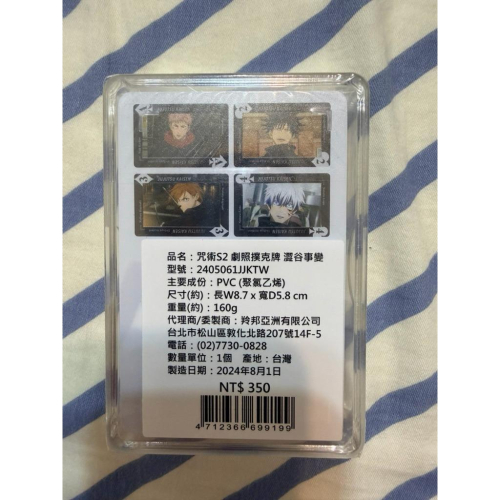 品名：咒術S2 劇照撲克牌 澀谷事變
型號：2405061JJKTW
主要成份：PVC (聚氯乙烯)
尺寸(約)：長W8.7 x 寬D5.8 cm
重量(約)：160g
代理商/委製商：羚邦亞洲有限公司
台北市松山區敦化北路207號14F-5
電話：(02)7730-0828
數量單位：1個 產地：台灣
製造日期：2024年8月1日
NT$ 350
4 712366 699199